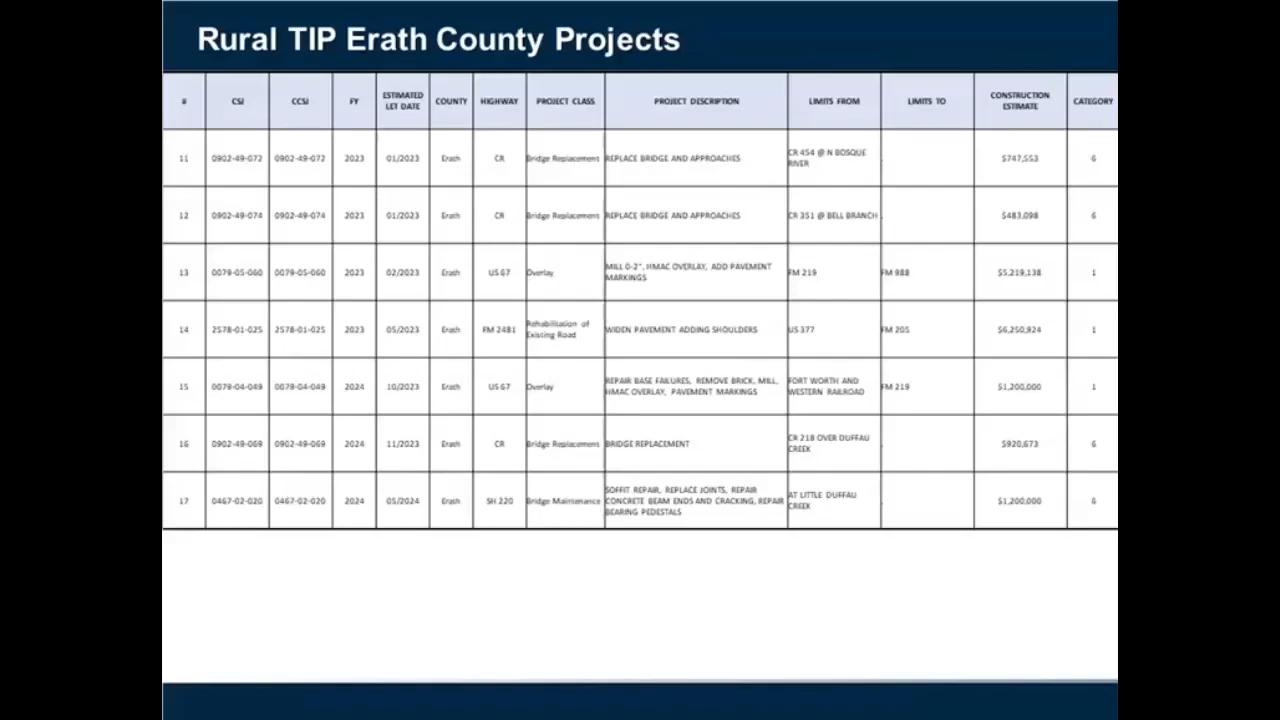 Rural TIP Erath County Projects
# CSJ CCSJ FY ESTIMATED LET DATE COUNTY HIGHWAY PROJECT CLASS PROJECT DESCRIPTION LIMITS FROM LIMITS TO CONSTRUCTION ESTIMATE CATEGORY
11 0902-49-072 0902-49-072 2023 01/2023 Erath CR Bridge Replacement REPLACE BRIDGE AND APPROACHES CR 454 @ N BOSQUE RIVER . $747,553 6
12 0902-49-074 0902-49-074 2023 01/2023 Erath CR Bridge Replacement REPLACE BRIDGE AND APPROACHES CR 351 @ BELL BRANCH . $483,098 6
13 0079-05-060 0079-05-060 2023 02/2023 Erath US 67 Overlay MILL 0-2", HMAC OVERLAY, ADD PAVEMENT MARKINGS FM 219 FM 988 $5,219,138 1
14 2578-01-025 2578-01-025 2023 05/2023 Erath FM 2481 Rehabilitation of Existing Road WIDEN PAVEMENT ADDING SHOULDERS US 377 FM 205 $6,250,924 1
15 0079-04-049 0079-04-049 2024 10/2023 Erath US 67 Overlay REPAIR BASE FAILURES, REMOVE BRICK, MILL, HMAC OVERLAY, PAVEMENT MARKINGS FORT WORTH AND WESTERN RAILROAD FM 219 $1,200,000 1
16 0902-49-069 0902-49-069 2024 11/2023 Erath CR Bridge Replacement BRIDGE REPLACEMENT CR 218 OVER DUFFAU CREEK . $920,673 6
17 0467-02-020 0467-02-020 2024 05/2024 Erath SH 220 Bridge Maintenance SOFFIT REPAIR, REPLACE JOINTS, REPAIR CONCRETE BEAM ENDS AND CRACKING, REPAIR BEARING PEDESTALS AT LITTLE DUFFAU CREEK . $1,200,000 6